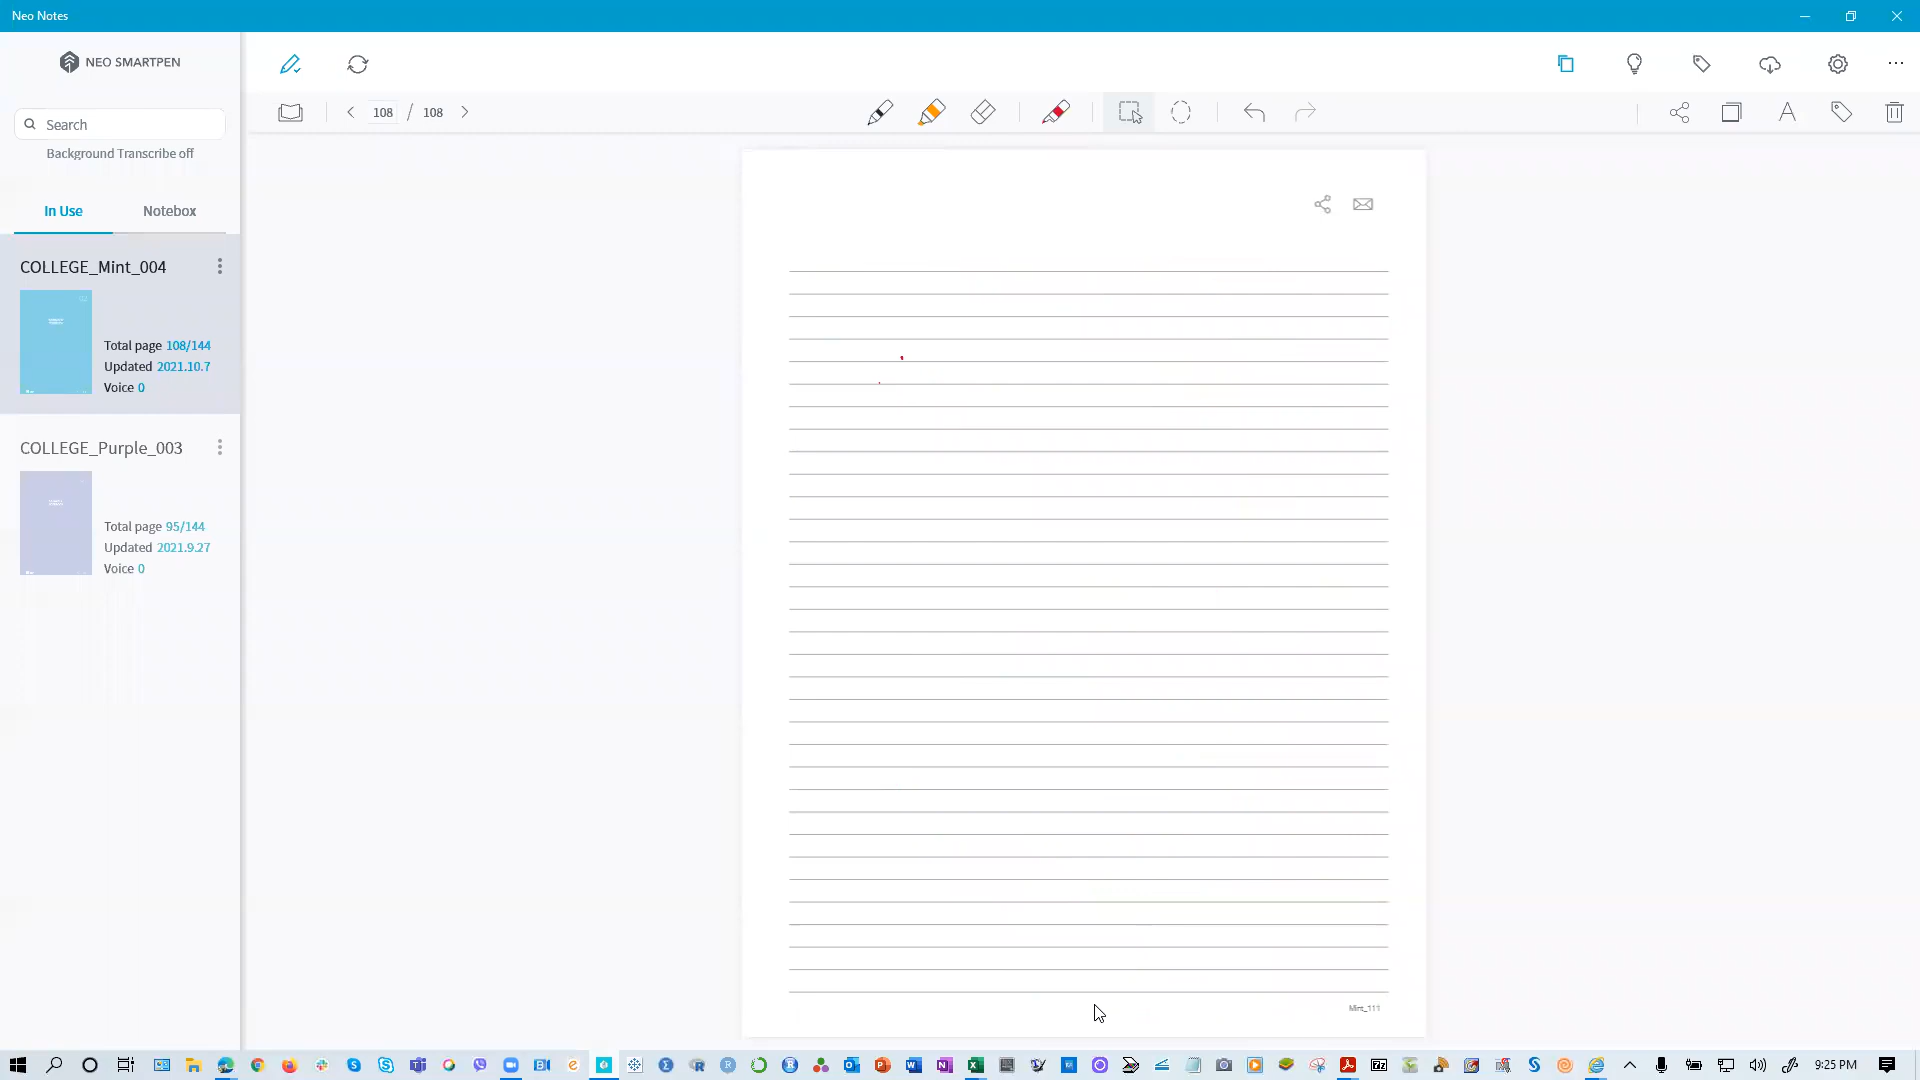 Neo Notes
NEO SMARTPEN
Search
Background Transcribe off
In Use
Notebox
COLLEGE_Mint_004
Total page 108/144
Updated 2021.10.7
Voice 0
COLLEGE_Purple_003
Total page 95/144
Updated 2021.9.27
Voice 0
108 / 108
Mint_111
9:25 PM